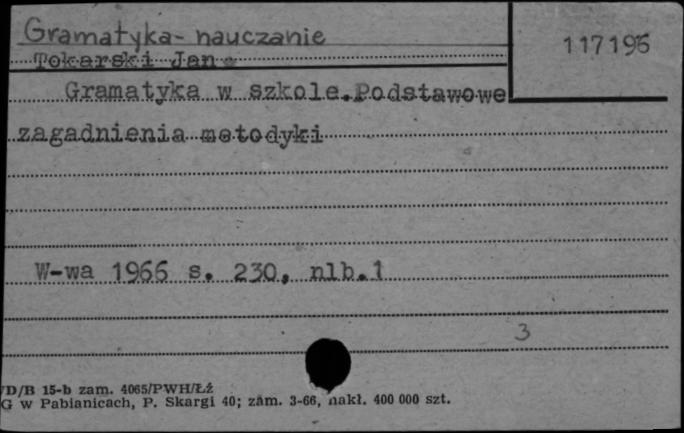 Gramatyka - nauczanie
117196
Tokarski Jan
Gramatyka w szkole.Podstawowe
zagadnienia metodyki
W-wa 1966 s. 230, nlb.1
3
D/B 15-b zam. 4065/PWH/Łź
G w Pabianicach, P. Skargi 40; zam. 3-66, nakł. 400 000 szt.